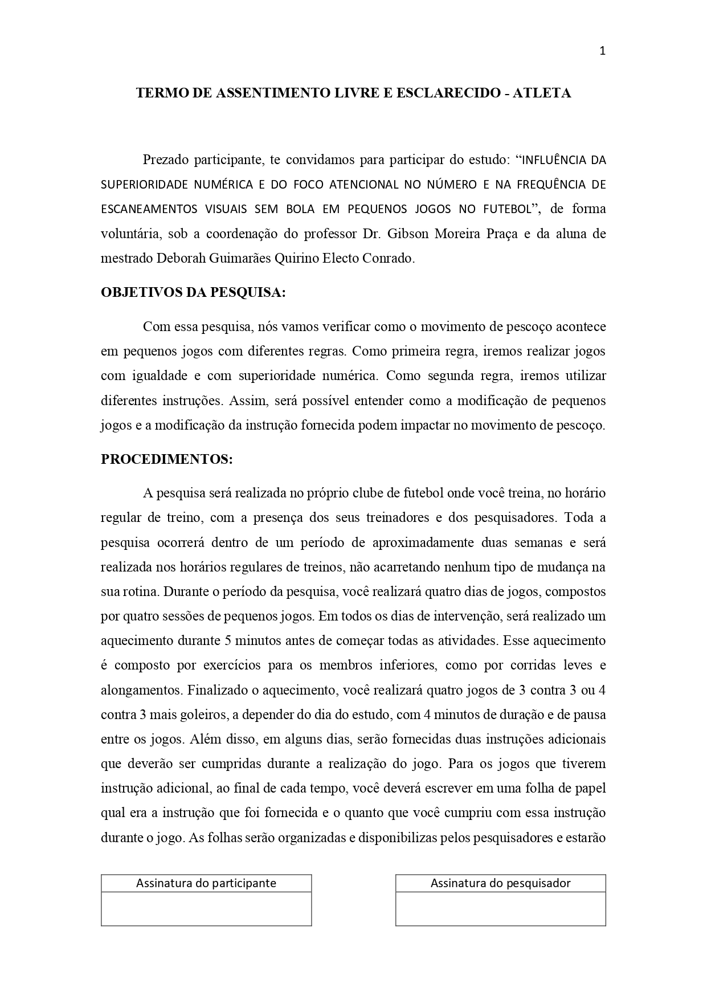 1
TERMO DE ASSENTIMENTO LIVRE E ESCLARECIDO - ATLETA
Prezado participante, te convidamos para participar do estudo: “INFLUÊNCIA DA
SUPERIORIDADE NUMÉRICA E DO FOCO ATENCIONAL NO NÚMERO E NA FREQUÊNCIA DE
ESCANEAMENTOS VISUAIS SEM BOLA EM PEQUENOS JOGOS NO FUTEBOL”, de forma
voluntária, sob a coordenação do professor Dr. Gibson Moreira Praça e da aluna de
mestrado Deborah Guimarães Quirino Electo Conrado.
OBJETIVOS DA PESQUISA:
Com essa pesquisa, nós vamos verificar como o movimento de pescoço acontece
em pequenos jogos com diferentes regras. Como primeira regra, iremos realizar jogos
com igualdade e com superioridade numérica. Como segunda regra, iremos utilizar
diferentes instruções. Assim, será possível entender como a modificação de pequenos
jogos e a modificação da instrução fornecida podem impactar no movimento de pescoço.
PROCEDIMENTOS:
A pesquisa será realizada no próprio clube de futebol onde você treina, no horário
regular de treino, com a presença dos seus treinadores e dos pesquisadores. Toda a
pesquisa ocorrerá dentro de um período de aproximadamente duas semanas e será
realizada nos horários regulares de treinos, não acarretando nenhum tipo de mudança na
sua rotina. Durante o período da pesquisa, você realizará quatro dias de jogos, compostos
por quatro sessões de pequenos jogos. Em todos os dias de intervenção, será realizado um
aquecimento durante 5 minutos antes de começar todas as atividades. Esse aquecimento
é composto por exercícios para os membros inferiores, como por corridas leves e
alongamentos. Finalizado o aquecimento, você realizará quatro jogos de 3 contra 3 ou 4
contra 3 mais goleiros, a depender do dia do estudo, com 4 minutos de duração e de pausa
entre os jogos. Além disso, em alguns dias, serão fornecidas duas instruções adicionais
que deverão ser cumpridas durante a realização do jogo. Para os jogos que tiverem
instrução adicional, ao final de cada tempo, você deverá escrever em uma folha de papel
qual era a instrução que foi fornecida e o quanto que você cumpriu com essa instrução
durante o jogo. As folhas serão organizadas e disponibilizas pelos pesquisadores e estarão
Assinatura do participante
Assinatura do pesquisador